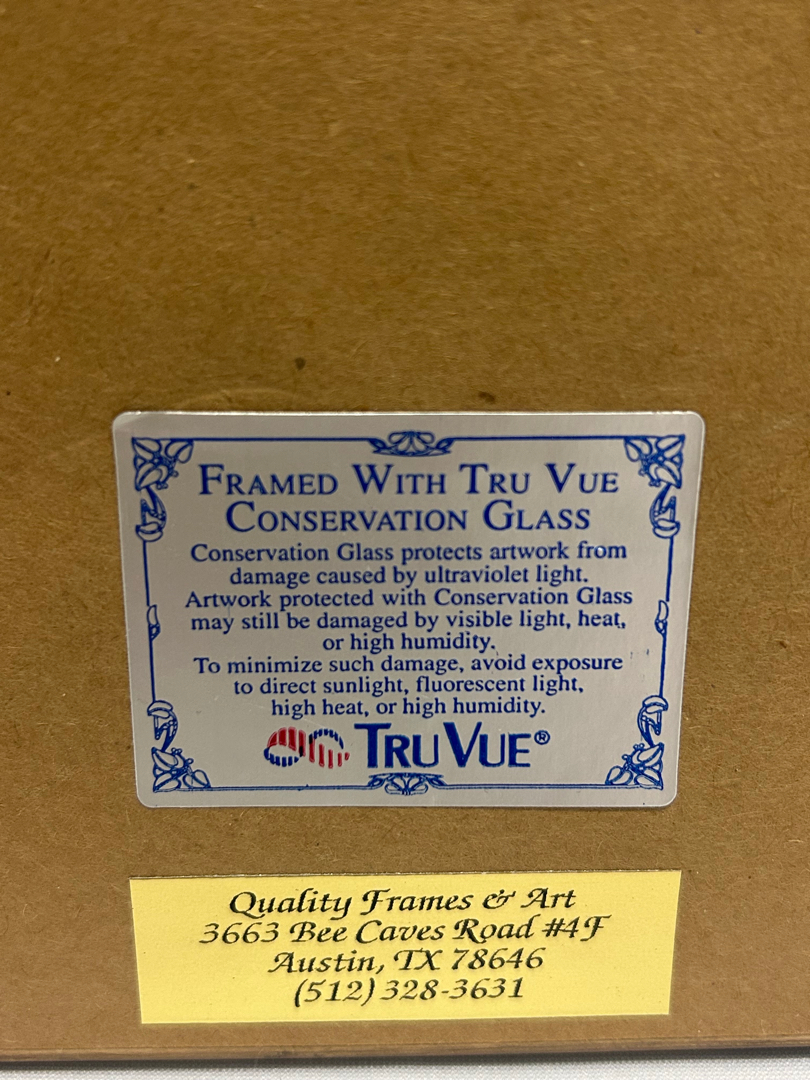 Framed With Tru Vue
Conservation Glass
Conservation Glass protects artwork from
damage caused by ultraviolet light.
Artwork protected with Conservation Glass
may still be damaged by visible light, heat,
or high humidity.
To minimize such damage, avoid exposure
to direct sunlight, fluorescent light,
high heat, or high humidity.
Tru Vue®
Quality Frames & Art
3663 Bee Caves Road #4F
Austin, TX 78646
(512) 328-3631